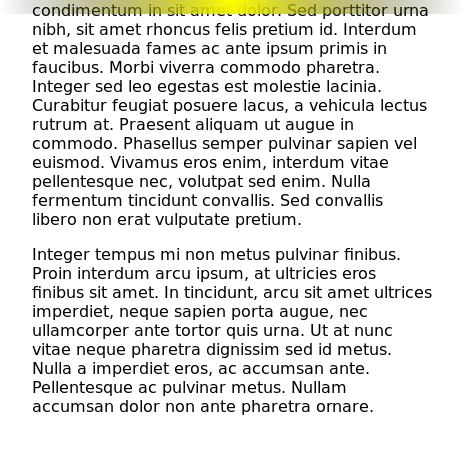 condimentum in sit amet dolor. Sed porttitor urna
nibh, sit amet rhoncus felis pretium id. Interdum
et malesuada fames ac ante ipsum primis in
faucibus. Morbi viverra commodo pharetra.
Integer sed leo egestas est molestie lacinia.
Curabitur feugiat posuere lacus, a vehicula lectus
rutrum at. Praesent aliquam ut augue in
commodo. Phasellus semper pulvinar sapien vel
euismod. Vivamus eros enim, interdum vitae
pellentesque nec, volutpat sed enim. Nulla
fermentum tincidunt convallis. Sed convallis
libero non erat vulputate pretium.
Integer tempus mi non metus pulvinar finibus.
Proin interdum arcu ipsum, at ultricies eros
finibus sit amet. In tincidunt, arcu sit amet ultrices
imperdiet, neque sapien porta augue, nec
ullamcorper ante tortor quis urna. Ut at nunc
vitae neque pharetra dignissim sed id metus.
Nulla a imperdiet eros, ac accumsan ante.
Pellentesque ac pulvinar metus. Nullam
accumsan dolor non ante pharetra ornare.